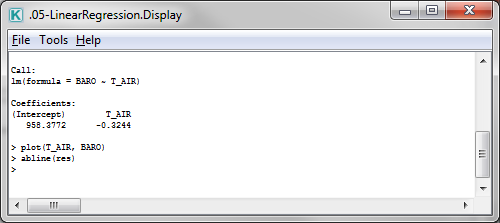 K .05-LinearRegression.Display
File Tools Help
Call:
lm(formula = BARO ~ T_AIR)
Coefficients:
(Intercept) T_AIR
958.3772 -0.3244
> plot(T_AIR, BARO)
> abline(res)
>